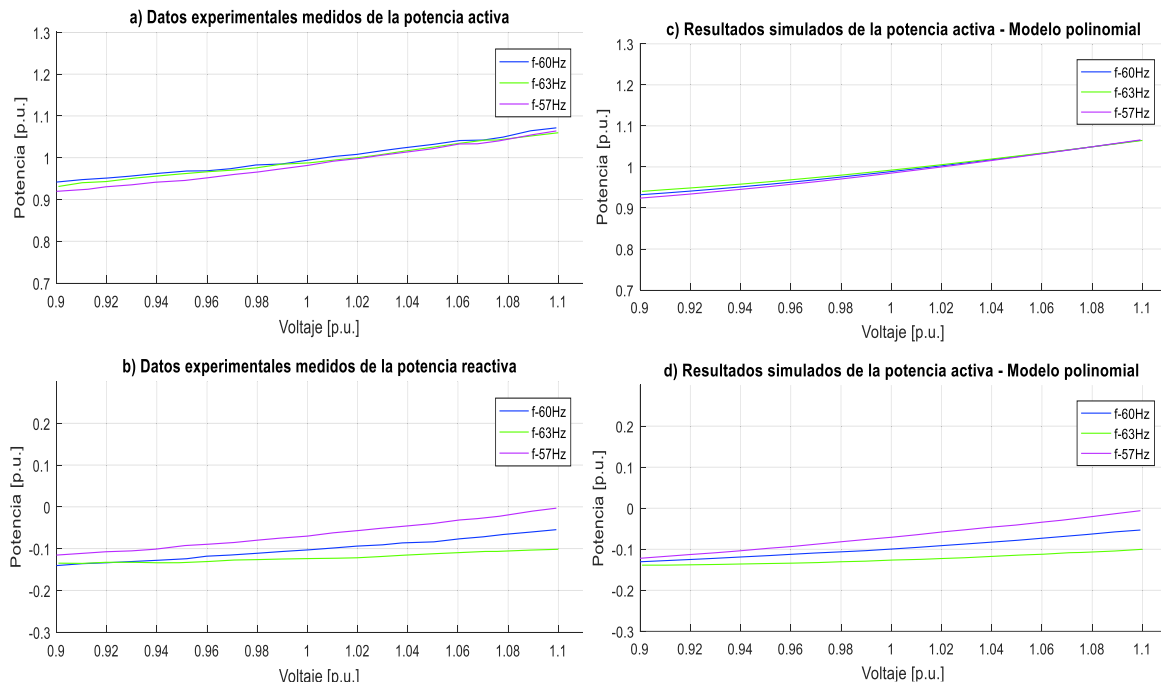 a) Datos experimentales medidos de la potencia activa
1.3
1.2
1.1
1
0.9
0.8
0.7
Potencia [p.u.]
f-60Hz
f-63Hz
f-57Hz
0.9 0.92 0.94 0.96 0.98 1 1.02 1.04 1.06 1.08 1.1
Voltaje [p.u.]
c) Resultados simulados de la potencia activa - Modelo polinomial
1.3
1.2
1.1
1
0.9
0.8
0.7
Potencia [p.u.]
f-60Hz
f-63Hz
f-57Hz
0.9 0.92 0.94 0.96 0.98 1 1.02 1.04 1.06 1.08 1.1
Voltaje [p.u.]
b) Datos experimentales medidos de la potencia reactiva
0.2
0.1
0
-0.1
-0.2
-0.3
Potencia [p.u.]
f-60Hz
f-63Hz
f-57Hz
0.9 0.92 0.94 0.96 0.98 1 1.02 1.04 1.06 1.08 1.1
Voltaje [p.u.]
d) Resultados simulados de la potencia activa - Modelo polinomial
0.2
0.1
0
-0.1
-0.2
-0.3
Potencia [p.u.]
f-60Hz
f-63Hz
f-57Hz
0.9 0.92 0.94 0.96 0.98 1 1.02 1.04 1.06 1.08 1.1
Voltaje [p.u.]